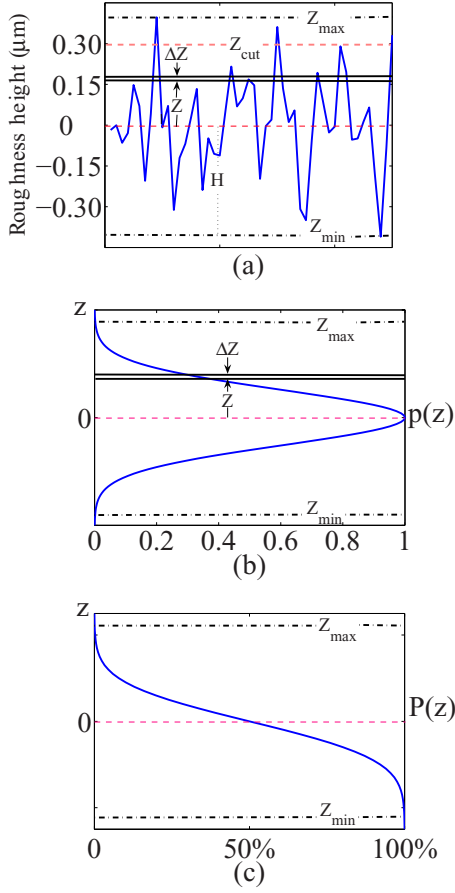 Z_max
0.30
Z_cut
ΔZ
0.15
Z
0
Roughness height (μm)
−0.15
H
−0.30
Z_min
(a)
z
Z_max
ΔZ
Z
0
p(z)
Z_min
0 0.2 0.4 0.6 0.8 1
(b)
z
Z_max
0
P(z)
Z_min
0 50% 100%
(c)